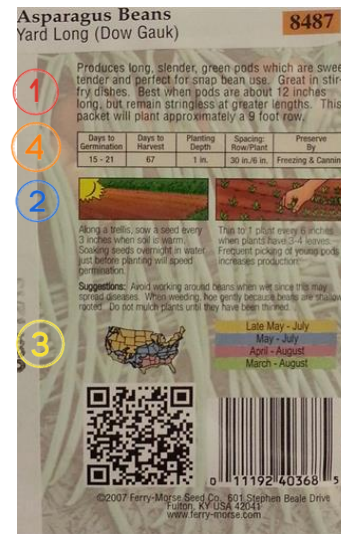 Asparagus Beans
Yard Long (Dow Gauk)
8487
1
Produces long, slender, green pods which are swee
tender and perfect for snap bean use. Great in stir-
fry dishes. Best when pods are about 12 inches
long, but remain stringless at greater lengths. This
packet will plant approximately a 9 foot row.
4
Days to Germination Days to Harvest Planting Depth Spacing: Row/Plant Preserve By
15 - 21 67 1 in. 30 in./6 in. Freezing & Cannin
2
Along a trellis, sow a seed every
3 inches when soil is warm.
Soaking seeds overnight in water
just before planting will speed
germination.
Thin to 1 plant every 6 inches
when plants have 3-4 leaves.
Frequent picking of young pods
increases production.
Suggestions: Avoid working around beans when wet since this may
spread diseases. When weeding, hoe gently because beans are shallow
rooted. Do not mulch plants until they have been thinned.
3
Late May - July
May - July
April - August
March - August
0 11192 40368 5
©2007 Ferry-Morse Seed Co. 601 Stephen Beale Drive
Fulton, KY USA 42041
www.ferry-morse.com